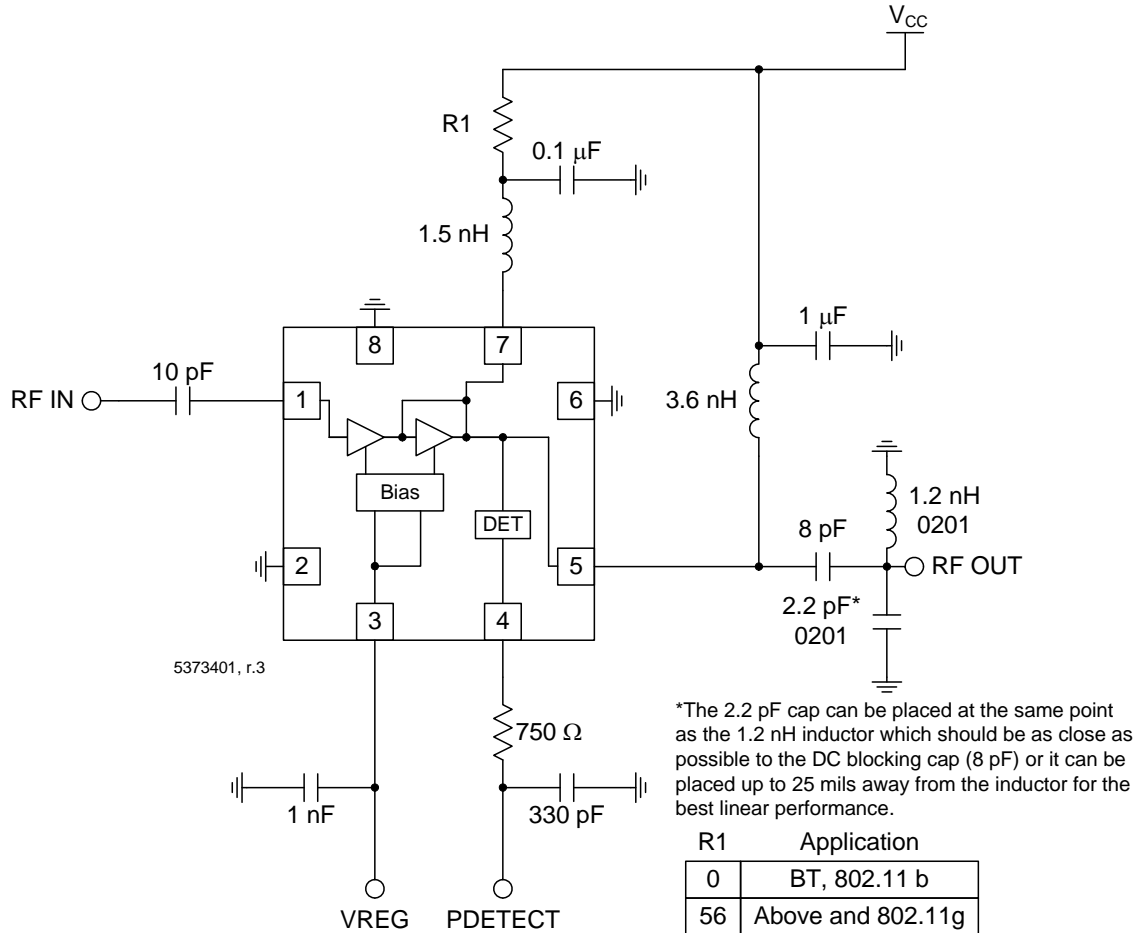 VCC
R1
0.1 μF
1.5 nH
1 μF
8
7
10 pF
RF IN
1
6
3.6 nH
Bias
DET
1.2 nH
0201
8 pF
2
5
RF OUT
2.2 pF*
0201
3
4
5373401, r.3
*The 2.2 pF cap can be placed at the same point
as the 1.2 nH inductor which should be as close as
possible to the DC blocking cap (8 pF) or it can be
placed up to 25 mils away from the inductor for the
best linear performance.
750 Ω
1 nF
330 pF
R1 Application
0 BT, 802.11 b
56 Above and 802.11g
VREG
PDETECT